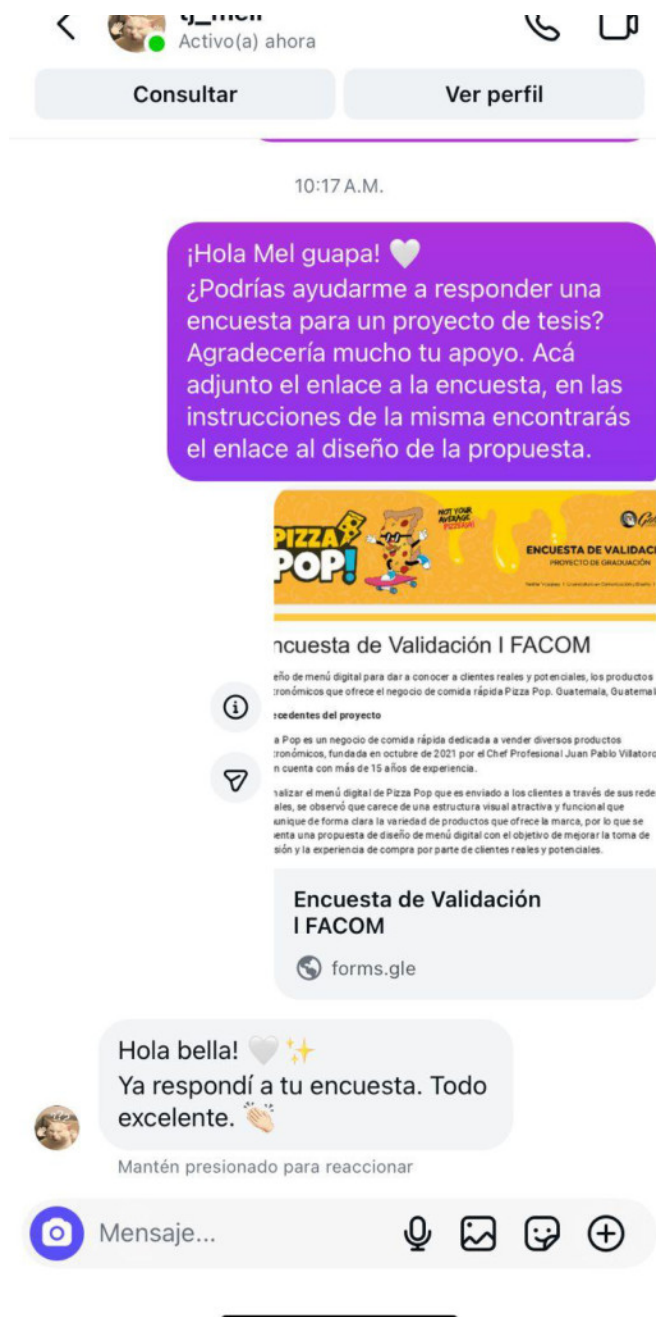 Activo(a) ahora
Consultar
Ver perfil
10:17 A.M.
¡Hola Mel guapa! 🤍
¿Podrías ayudarme a responder una
encuesta para un proyecto de tesis?
Agradecería mucho tu apoyo. Acá
adjunto el enlace a la encuesta, en las
instrucciones de la misma encontrarás
el enlace al diseño de la propuesta.
PIZZA
POP!
NOT YOUR
AVERAGE
PIZZERIA!
ENCUESTA DE VALIDACI
PROYECTO DE GRADUACIÓN
ncuesta de Validación I FACOM
eño de menú digital para dar a conocer a clientes reales y potenciales, los productos
ronómicos que ofrece el negocio de comida rápida Pizza Pop. Guatemala, Guatemal
ecedentes del proyecto
a Pop es un negocio de comida rápida dedicada a vender diversos productos
ronómicos, fundada en octubre de 2021 por el Chef Profesional Juan Pablo Villatoro
n cuenta con más de 15 años de experiencia.
nalizar el menú digital de Pizza Pop que es enviado a los clientes a través de sus rede
ales, se observó que carece de una estructura visual atractiva y funcional que
unique de forma clara la variedad de productos que ofrece la marca, por lo que se
enta una propuesta de diseño de menú digital con el objetivo de mejorar la toma de
sión y la experiencia de compra por parte de clientes reales y potenciales.
Encuesta de Validación
I FACOM
forms.gle
Hola bella! 🤍✨
Ya respondí a tu encuesta. Todo
excelente. 👏🏻
Mantén presionado para reaccionar
Mensaje...